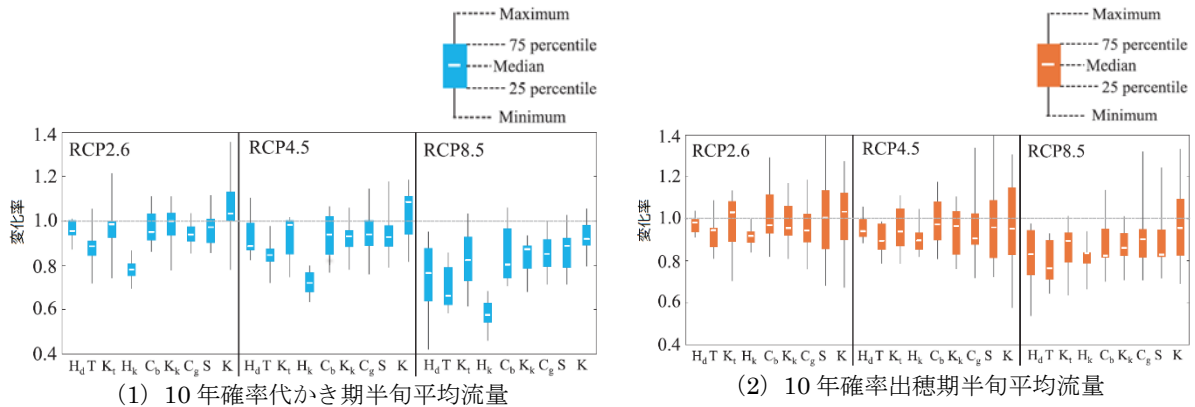 Maximum
75 percentile
Median
25 percentile
Minimum
Maximum
75 percentile
Median
25 percentile
Minimum
変化率
1.4
1.2
1.0
0.8
0.6
0.4
RCP2.6 RCP4.5 RCP8.5
Hd T Kt Hk Cb Kk Cg S K Hd T Kt Hk Cb Kk Cg S K Hd T Kt Hk Cb Kk Cg S K
(1) 10 年確率代かき期半旬平均流量
変化率
1.4
1.2
1.0
0.8
0.6
0.4
RCP2.6 RCP4.5 RCP8.5
Hd T Kt Hk Cb Kk Cg S K Hd T Kt Hk Cb Kk Cg S K Hd T Kt Hk Cb Kk Cg S K
(2) 10 年確率出穂期半旬平均流量